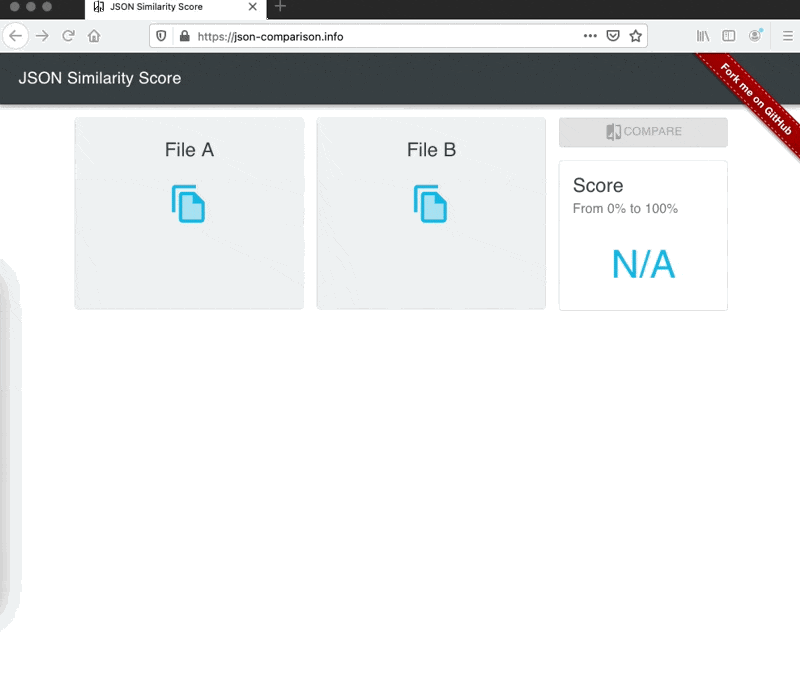 JSON Similarity Score
https://json-comparison.info
JSON Similarity Score
Fork me on GitHub
File A
File B
COMPARE
Score
From 0% to 100%
N/A